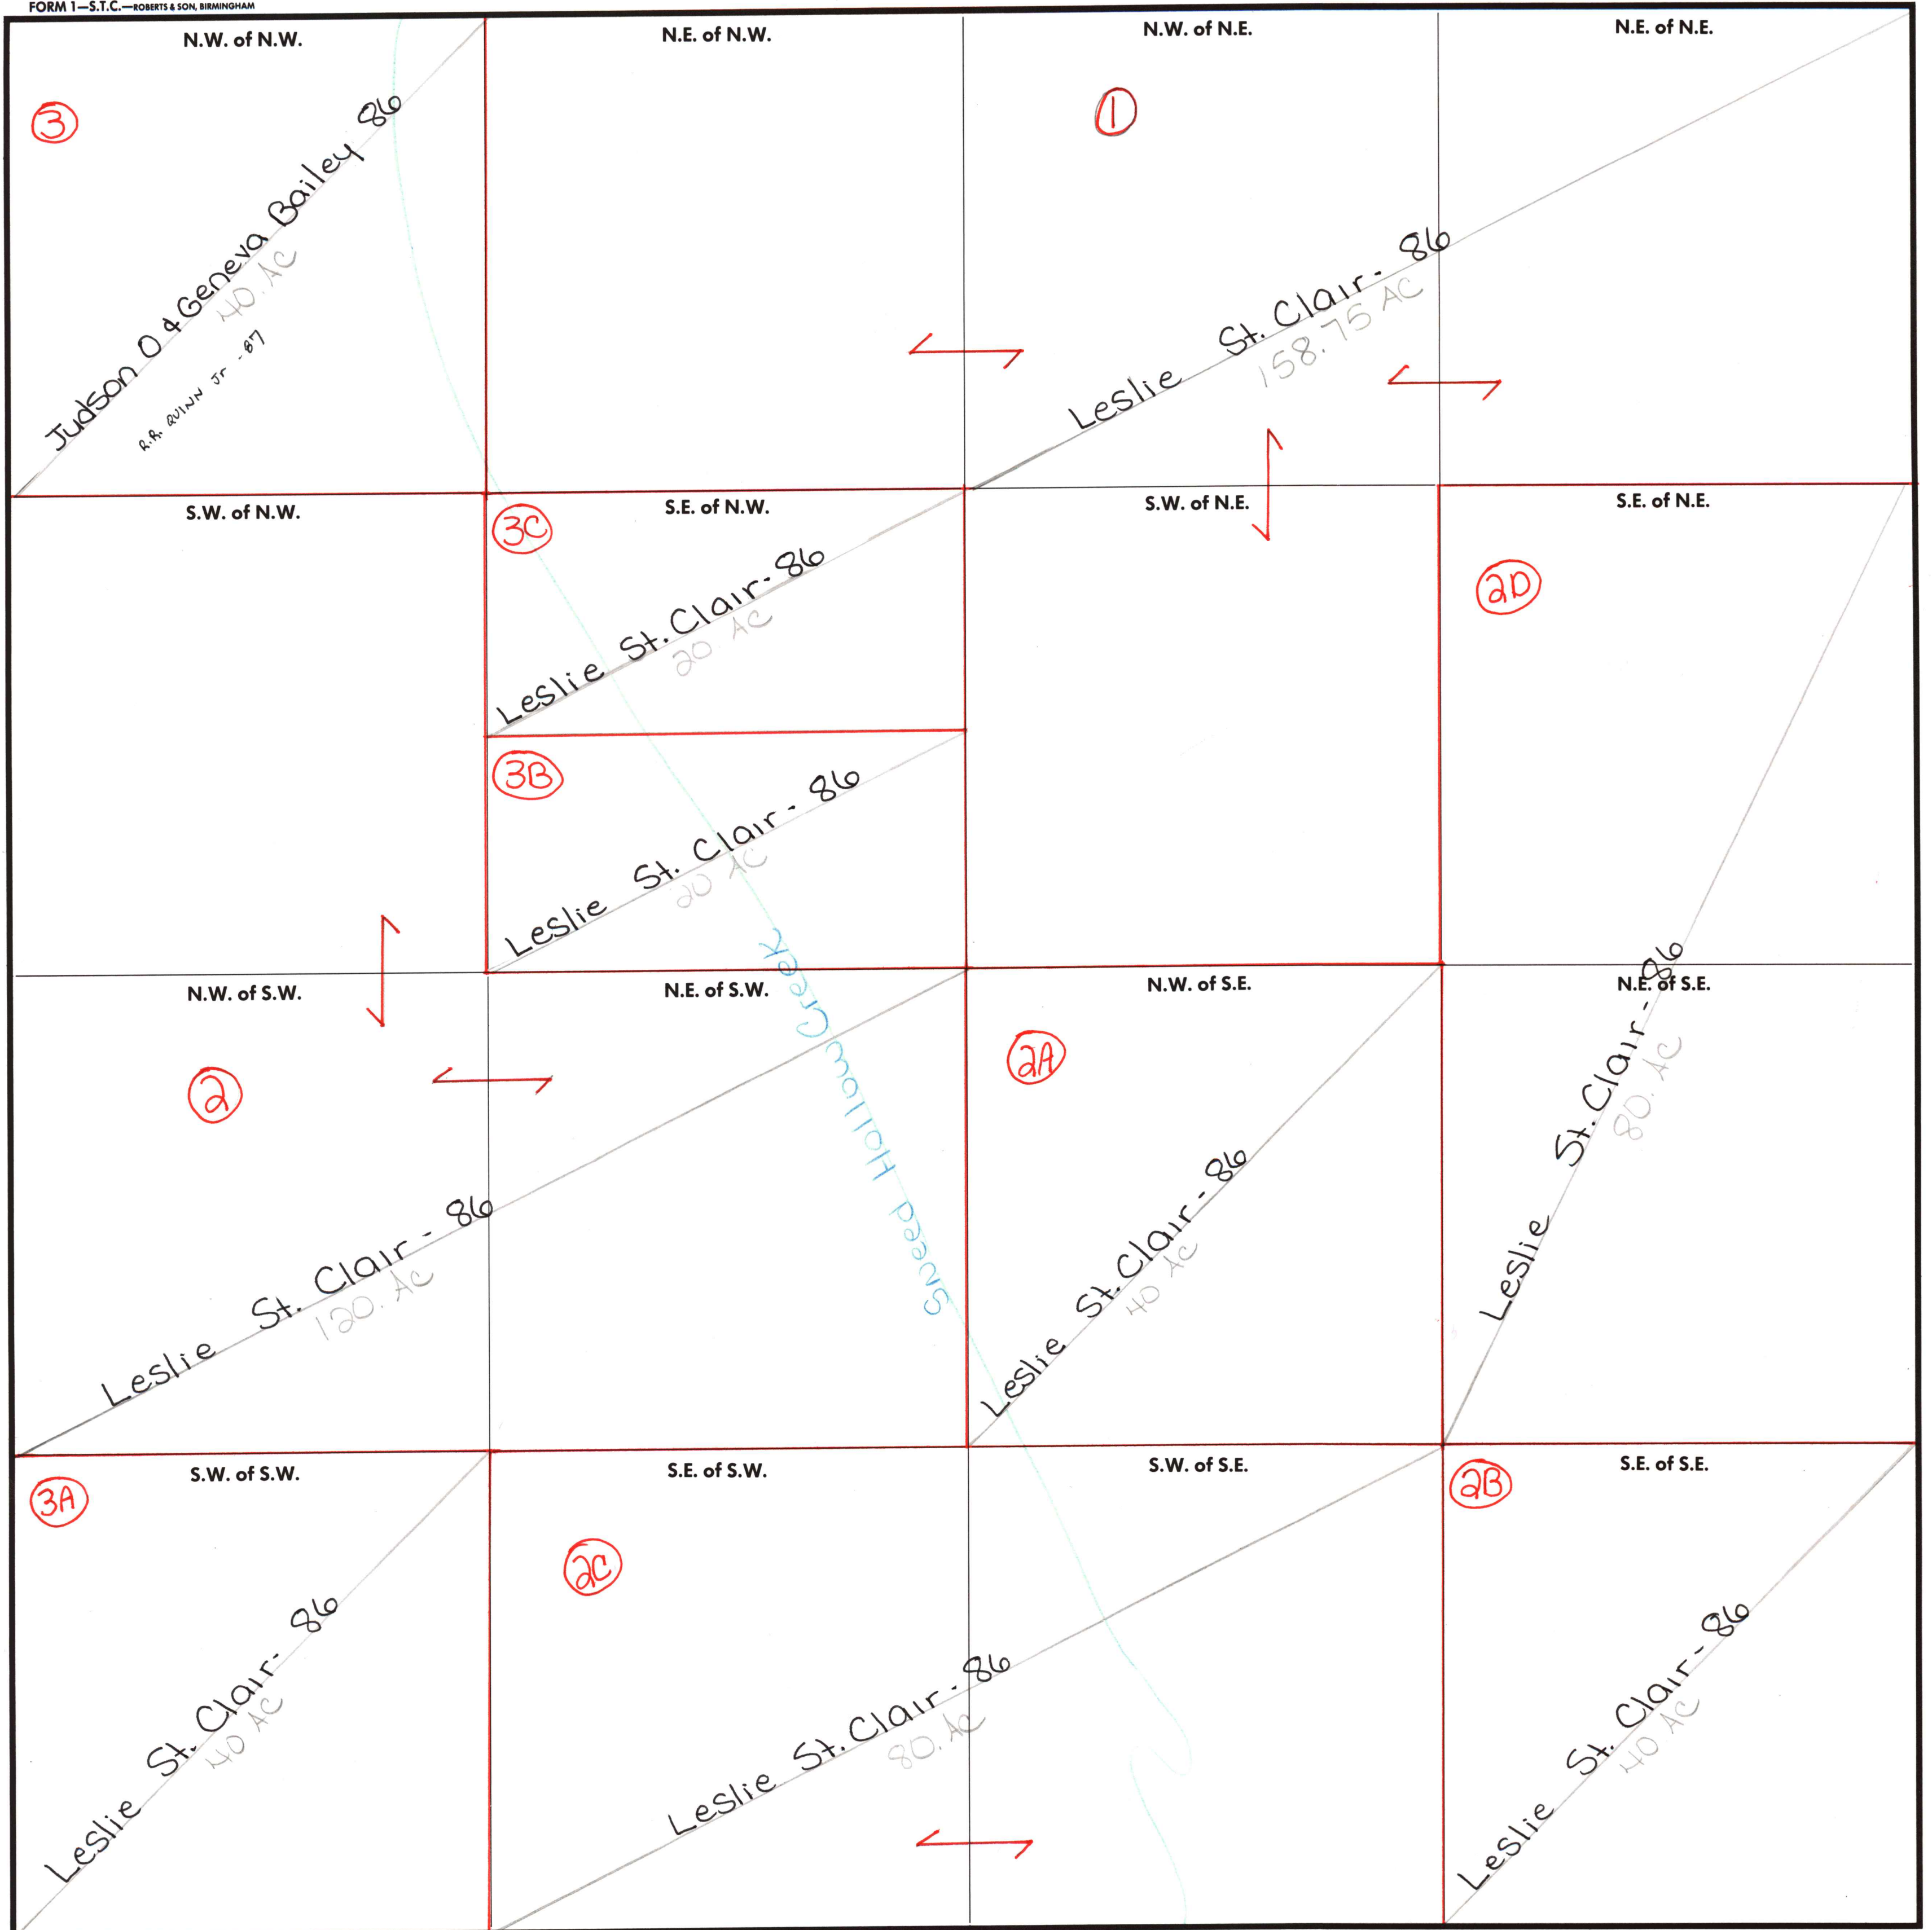 FORM 1—S.T.C.—ROBERTS & SON, BIRMINGHAM
N.W. of N.W.
N.E. of N.W.
N.W. of N.E.
N.E. of N.E.
3
Judson O & Geneva Bailey 86
40. AC
R.R. QUINN Jr - 87
1
Leslie St. Clair - 86
158.75 AC
S.W. of N.W.
S.E. of N.W.
S.W. of N.E.
S.E. of N.E.
3C
Leslie St. Clair - 86
20 AC
2D
3B
Leslie St. Clair - 86
20 AC
Sneed Hollow Creek
N.W. of S.W.
N.E. of S.W.
N.W. of S.E.
N.E. of S.E.
2
Leslie St. Clair - 86
120. AC
2A
Leslie St. Clair - 86
40 AC
Leslie St. Clair - 86
80. AC
S.W. of S.W.
S.E. of S.W.
S.W. of S.E.
S.E. of S.E.
3A
Leslie St. Clair - 86
40 AC
2C
Leslie St. Clair - 86
80. AC
2B
Leslie St. Clair - 86
40 AC